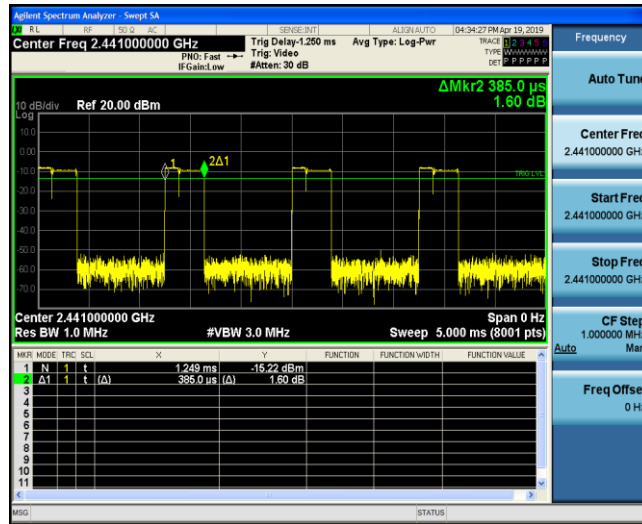 Agilent Spectrum Analyzer - Swept SA
RL RF 50 Ω AC SENSE:INT ALIGN AUTO 04:34:27 PM Apr 19, 2019
Center Freq 2.441000000 GHz
PNO: Fast
IFGain:Low
Trig Delay-1.250 ms
Trig: Video
#Atten: 30 dB
Avg Type: Log-Pwr
TRACE 1 2 3 4 5 6
TYPE
DET P P P P P P
ΔMkr2 385.0 µs
1.60 dB
10 dB/div Ref 20.00 dBm
Log
10.0
0.00
-10.0
-20.0
-30.0
-40.0
-50.0
-60.0
-70.0
1
2Δ1
TRIG LVL
Center 2.441000000 GHz Span 0 Hz
Res BW 1.0 MHz #VBW 3.0 MHz Sweep 5.000 ms (8001 pts)
MKR MODE TRC SCL X Y FUNCTION FUNCTION WIDTH FUNCTION VALUE
1 N 1 t 1.249 ms -15.22 dBm
2 Δ1 1 t (Δ) 385.0 µs (Δ) 1.60 dB
3
4
5
6
7
8
9
10
11
MSG STATUS
Frequency
Auto Tune
Center Freq
2.441000000 GHz
Start Freq
2.441000000 GHz
Stop Freq
2.441000000 GHz
CF Step
1.000000 MHz
Auto Man
Freq Offset
0 Hz